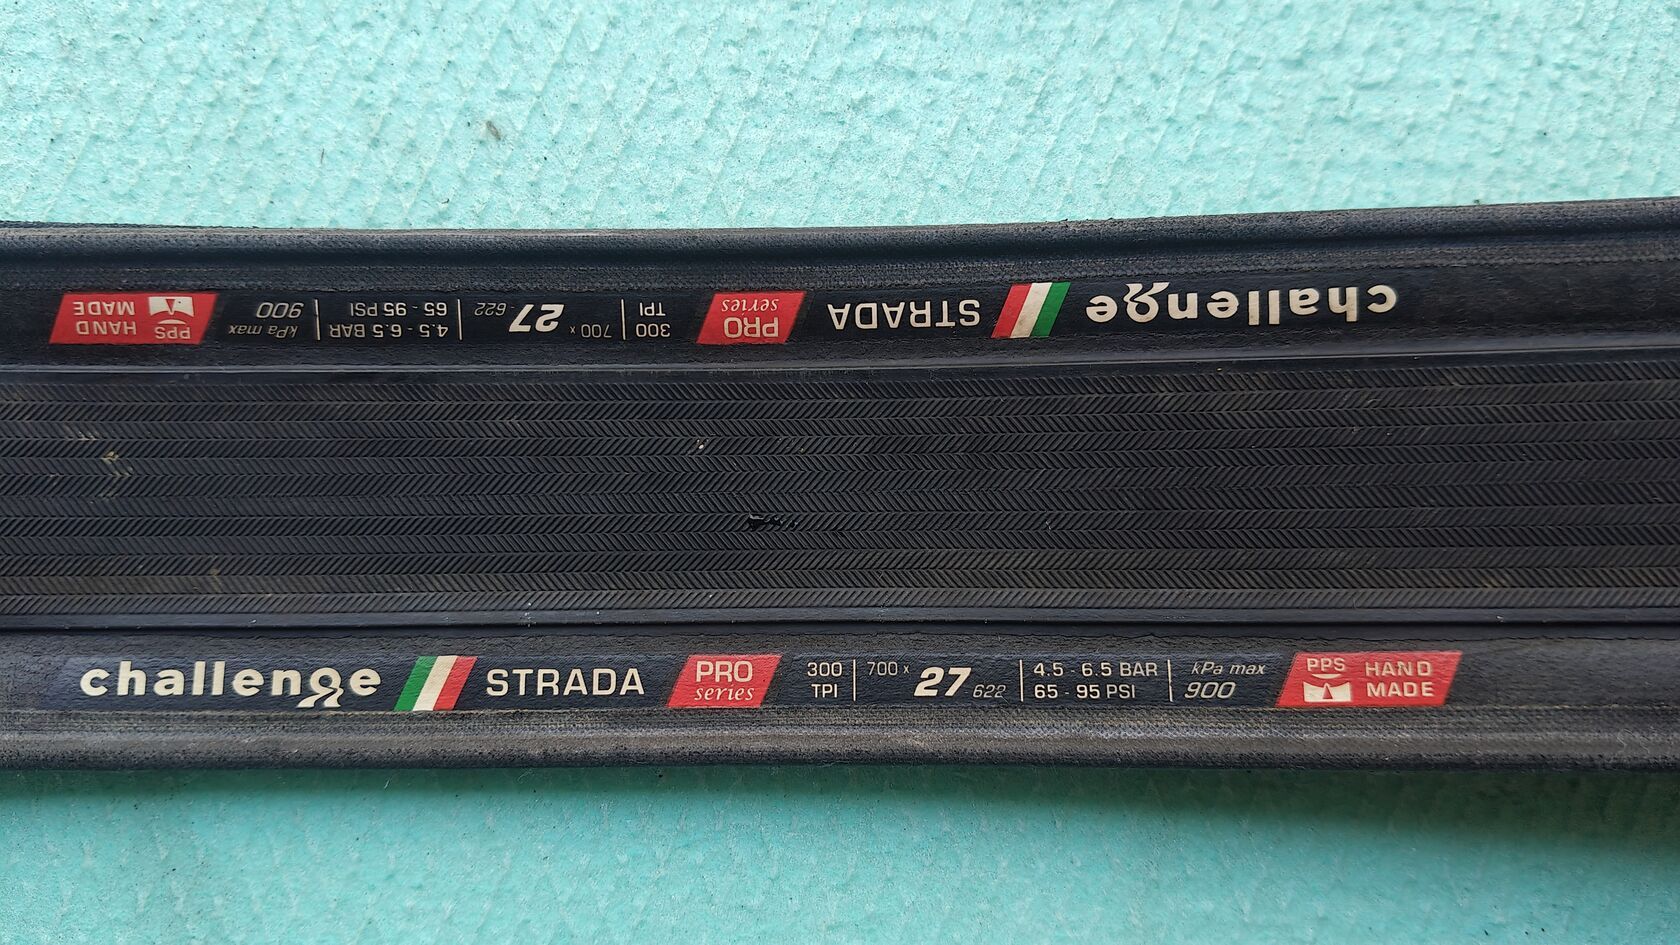 challenge STRADA PRO series 300 TPI 700 x 27 622 4.5 - 6.5 BAR 65 - 95 PSI kPa max 900 PPS HAND MADE
challenge STRADA PRO series 300 TPI 700 x 27 622 4.5 - 6.5 BAR 65 - 95 PSI kPa max 900 PPS HAND MADE